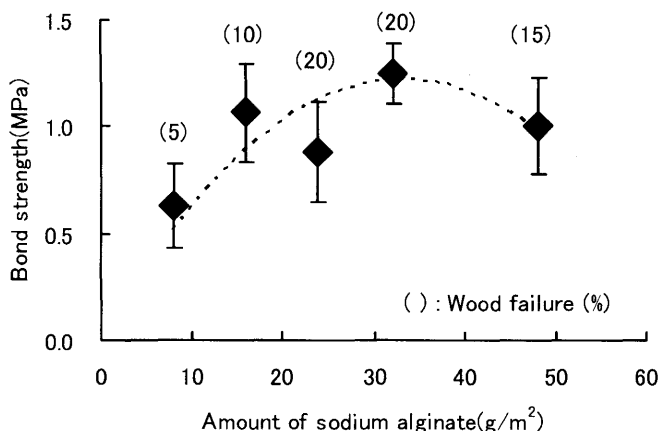 1.5
1.0
0.5
0.0
Bond strength(MPa)
(5)
(10)
(20)
(20)
(15)
( ) : Wood failure (%)
0 10 20 30 40 50 60
Amount of sodium alginate(g/m²)